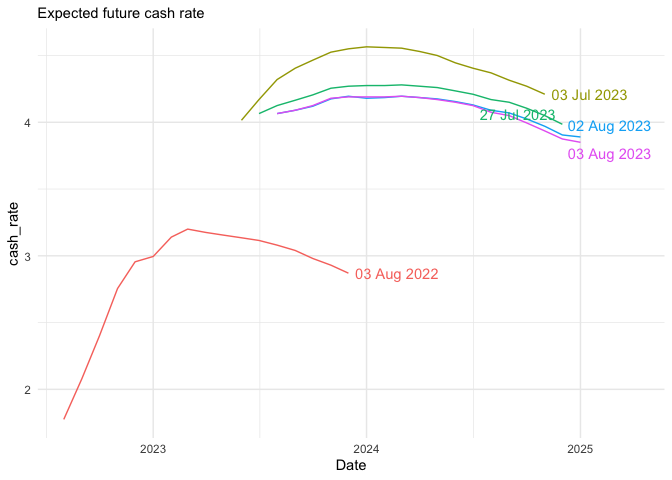 Expected future cash rate
cash_rate
4
3
2
03 Jul 2023
27 Jul 2023
02 Aug 2023
03 Aug 2023
03 Aug 2022
2023
2024
2025
Date